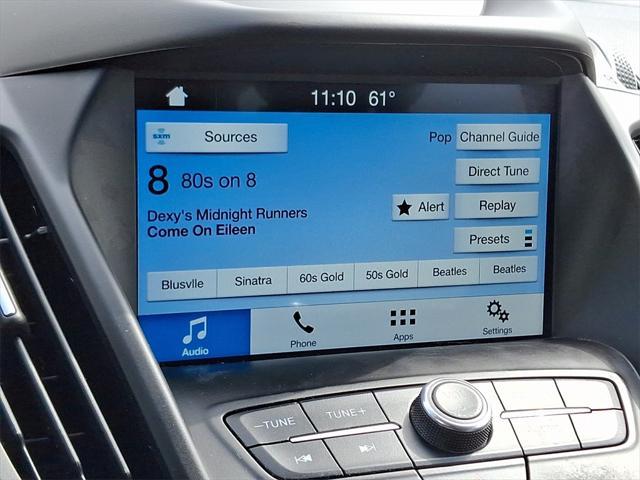 11:10 61°
sxm Sources
Pop Channel Guide
Direct Tune
8 80s on 8
Dexy's Midnight Runners
Come On Eileen
Alert
Replay
Presets
Blusvlle Sinatra 60s Gold 50s Gold Beatles Beatles
Audio Phone Apps Settings
–TUNE TUNE+